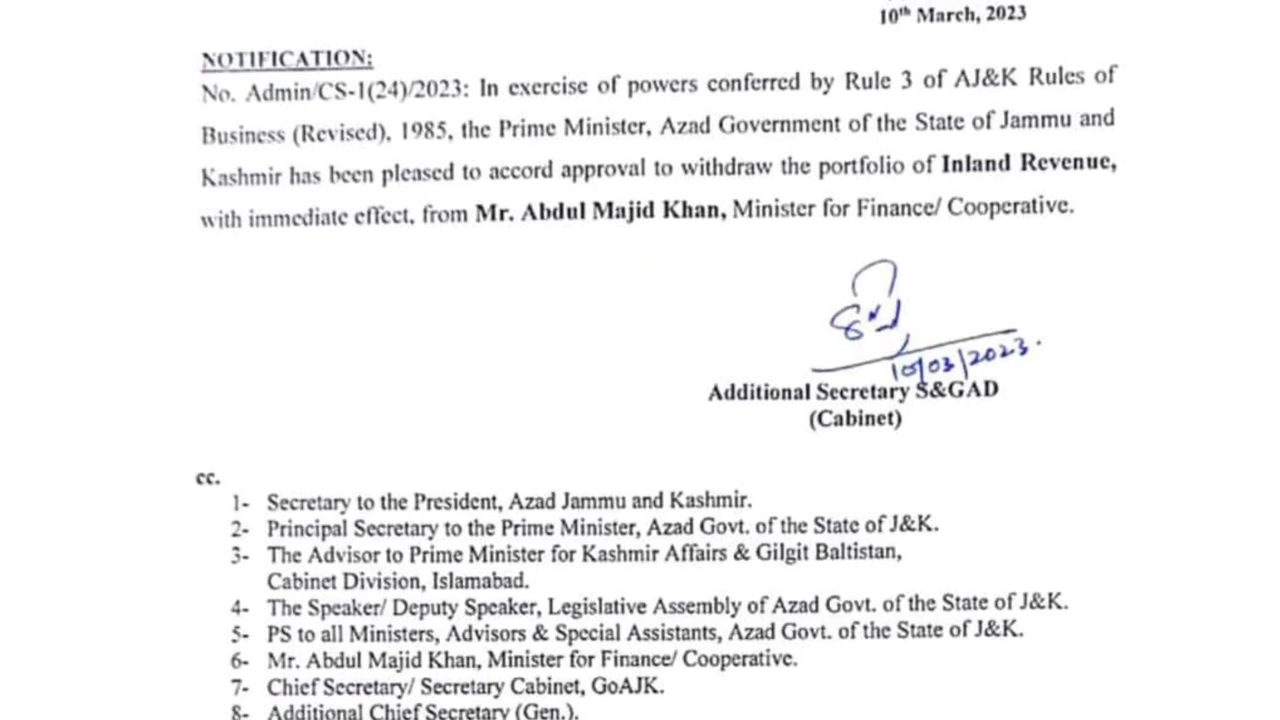 10th March, 2023
NOTIFICATION:
No. Admin/CS-1(24)/2023: In exercise of powers conferred by Rule 3 of AJ&K Rules of
Business (Revised), 1985, the Prime Minister, Azad Government of the State of Jammu and
Kashmir has been pleased to accord approval to withdraw the portfolio of Inland Revenue,
with immediate effect, from Mr. Abdul Majid Khan, Minister for Finance/ Cooperative.
10/03/2023.
Additional Secretary S&GAD
(Cabinet)
cc.
1- Secretary to the President, Azad Jammu and Kashmir.
2- Principal Secretary to the Prime Minister, Azad Govt. of the State of J&K.
3- The Advisor to Prime Minister for Kashmir Affairs & Gilgit Baltistan,
Cabinet Division, Islamabad.
4- The Speaker/ Deputy Speaker, Legislative Assembly of Azad Govt. of the State of J&K.
5- PS to all Ministers, Advisors & Special Assistants, Azad Govt. of the State of J&K.
6- Mr. Abdul Majid Khan, Minister for Finance/ Cooperative.
7- Chief Secretary/ Secretary Cabinet, GoAJK.
8- Additional Chief Secretary (Gen.).